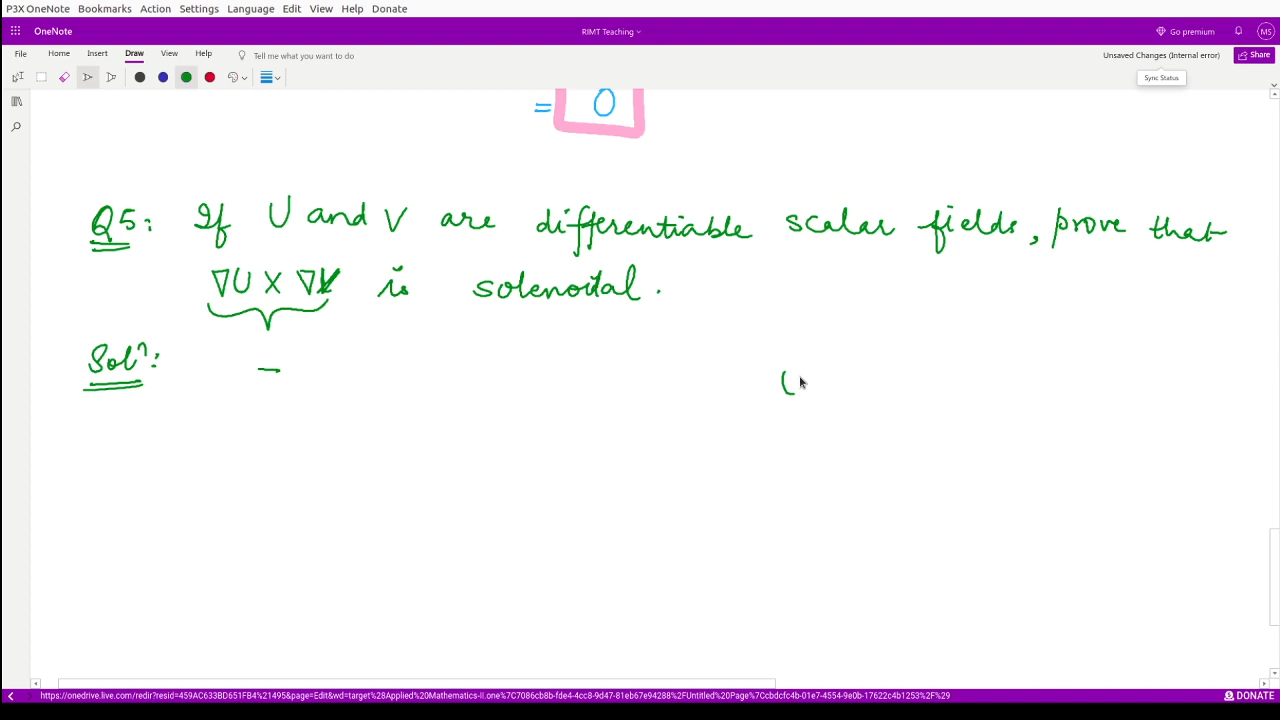 P3X OneNote Bookmarks Actions Settings Language Edit View Help Donate
OneNote RIMT Teaching Go premium MS
File Home Insert Draw View Help Tell me what you want to do Unsaved Changes (Internal error) Share
Sync Status
= 0
Q5: If U and V are differentiable scalar fields, prove that
∇U X ∇V is solenoidal.
Solⁿ: –
(
https://onedrive.live.com/redir?resid=459AC633BD651FB4%21495&page=Edit&wd=target%28Applied%20Mathematics-II.one%7C7086cb8b-fde4-4cc8-9d47-81eb67e94288%2FUntitled%20Page%7Ccbdcfc4b-01e7-4554-9e0b-17622c4b1253%2F%29 DONATE